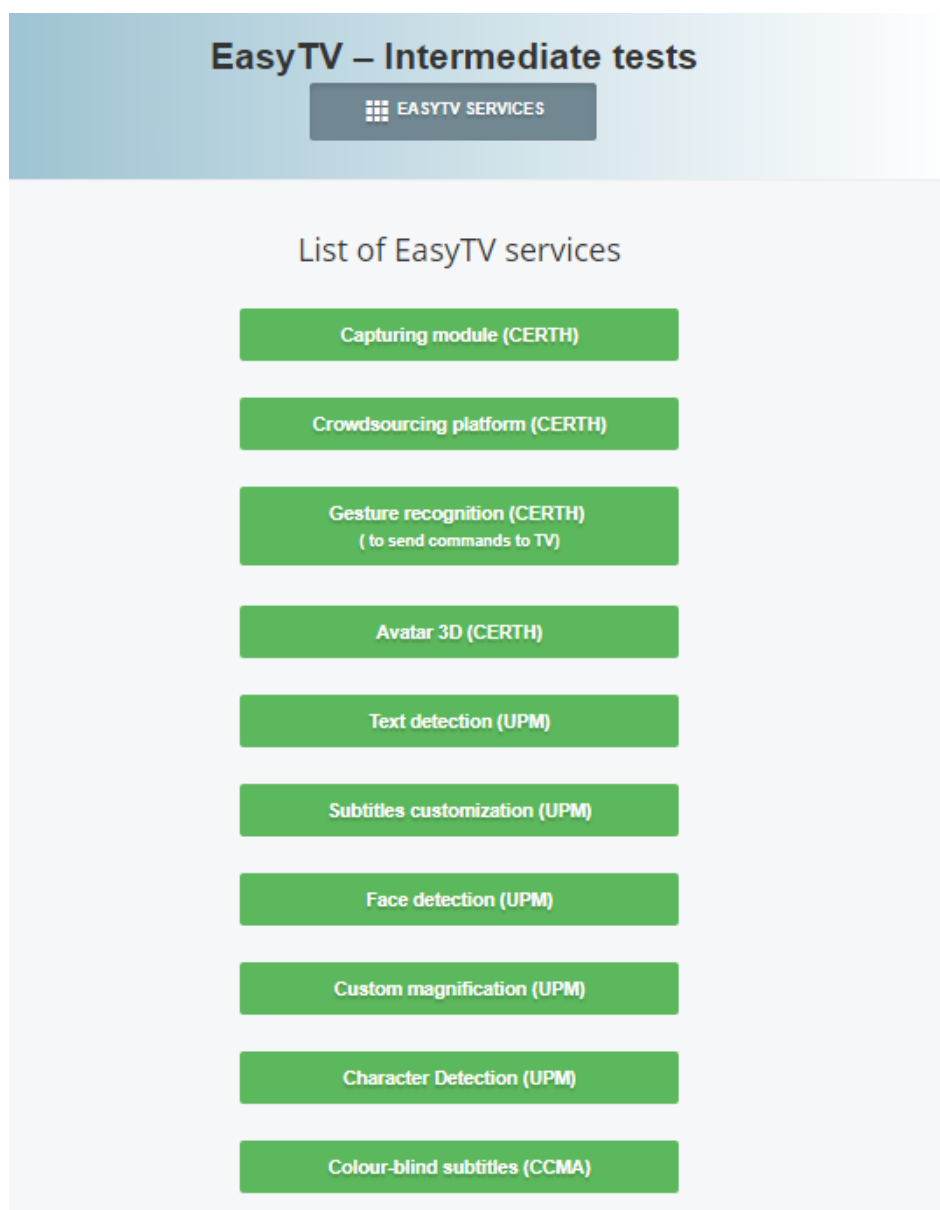 EasyTV – Intermediate tests
EASYTV SERVICES
List of EasyTV services
Capturing module (CERTH)
Crowdsourcing platform (CERTH)
Gesture recognition (CERTH)
( to send commands to TV)
Avatar 3D (CERTH)
Text detection (UPM)
Subtitles customization (UPM)
Face detection (UPM)
Custom magnification (UPM)
Character Detection (UPM)
Colour-blind subtitles (CCMA)